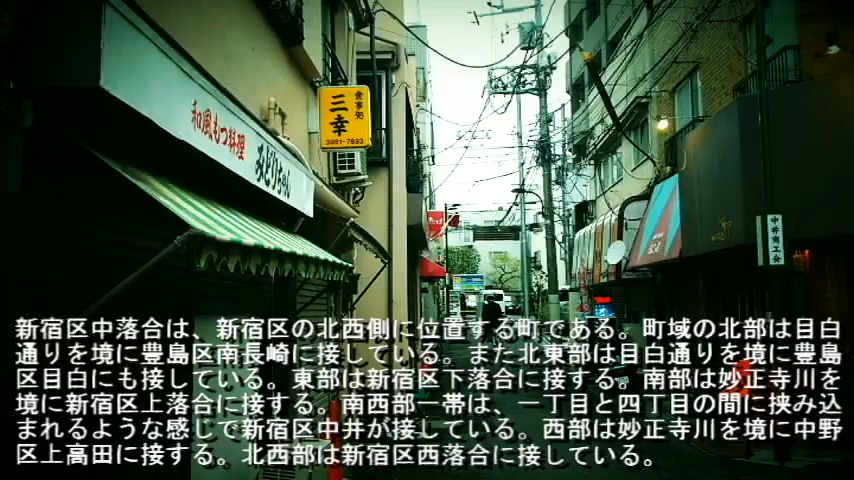 和風もつ料理
みどりちゃん
食事処
三幸
3951-7693
中井商工会
新宿区中落合は、新宿区の北西側に位置する町である。町域の北部は目白
通りを境に豊島区南長崎に接している。また北東部は目白通りを境に豊島
区目白にも接している。東部は新宿区下落合に接する。南部は妙正寺川を
境に新宿区上落合に接する。南西部一帯は、一丁目と四丁目の間に挟み込
まれるような感じで新宿区中井が接している。西部は妙正寺川を境に中野
区上高田に接する。北西部は新宿区西落合に接している。